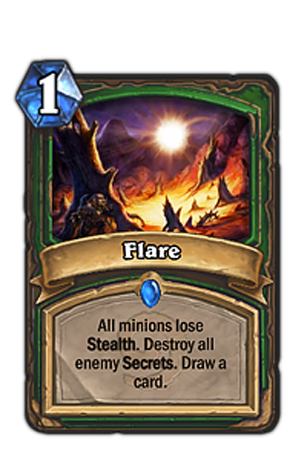 1
Flare
All minions lose
Stealth. Destroy all
enemy Secrets. Draw a
card.